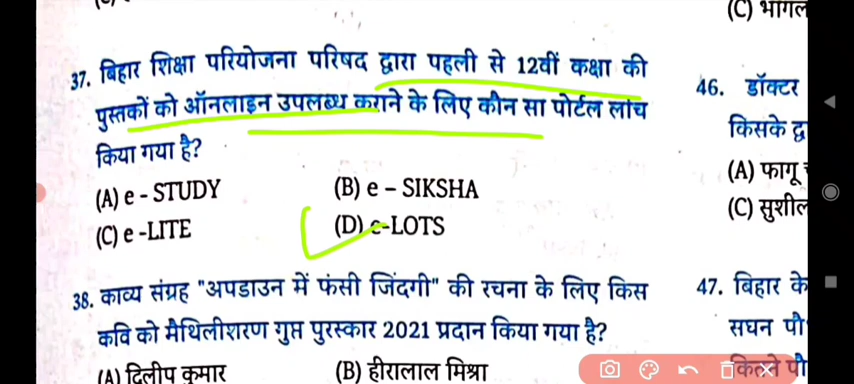 (C) भागल
37. बिहार शिक्षा परियोजना परिषद द्वारा पहली से 12वीं कक्षा की
पुस्तकों को ऑनलाइन उपलब्ध कराने के लिए कौन सा पोर्टल लांच
किया गया है?
(A) e - STUDY
(B) e – SIKSHA
(C) e -LITE
(D) e-LOTS
38. काव्य संग्रह "अपडाउन में फंसी जिंदगी" की रचना के लिए किस
कवि को मैथिलीशरण गुप्त पुरस्कार 2021 प्रदान किया गया है?
(A) दिलीप कुमार
(B) हीरालाल मिश्रा
46. डॉक्टर
किसके द्व
(A) फागू
(C) सुशील
47. बिहार के
सघन पौ
कितने पौ